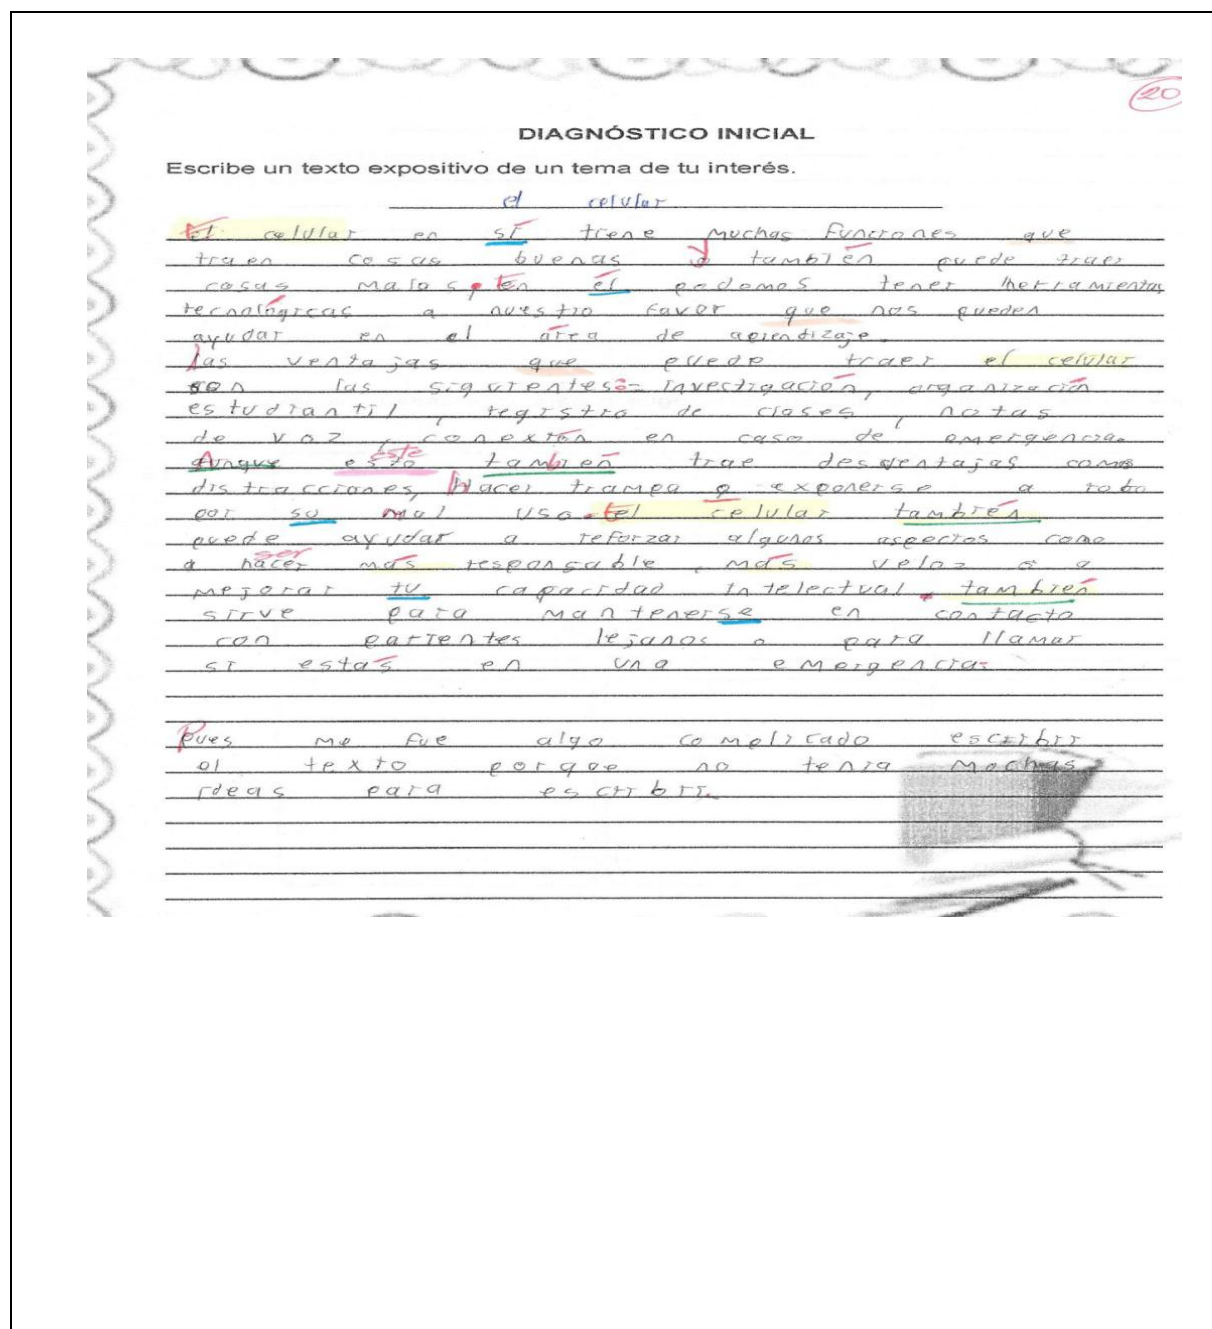 20
DIAGNÓSTICO INICIAL
Escribe un texto expositivo de un tema de tu interés.
el celular
El celular en sí tiene muchas funciones que
traen cosas buenas o también puede traer
cosas malas, En él podemos tener herramientas
tecnológicas a nuestro favor que nos pueden
ayudar en el área de aprendizaje.
las ventajas que puede traer el celular
son las siguientes: investigación, organización
estudiantil, registro de clases, notas
de voz, conexión en caso de emergencia.
Aunque esto este también trae desventajas como
distracciones, hacer trampa o exponerse a robo
por su mal uso. El celular también
puede ayudar a reforzar algunos aspectos como
a hacer ser más responsable, más veloz o a
mejorar tu capacidad intelectual. también
sirve para mantenerse en contacto
con parientes lejanos o para llamar
si estás en una emergencia.
Pues me fue algo complicado escribir
el texto porque no tenia muchas
ideas para escribir.